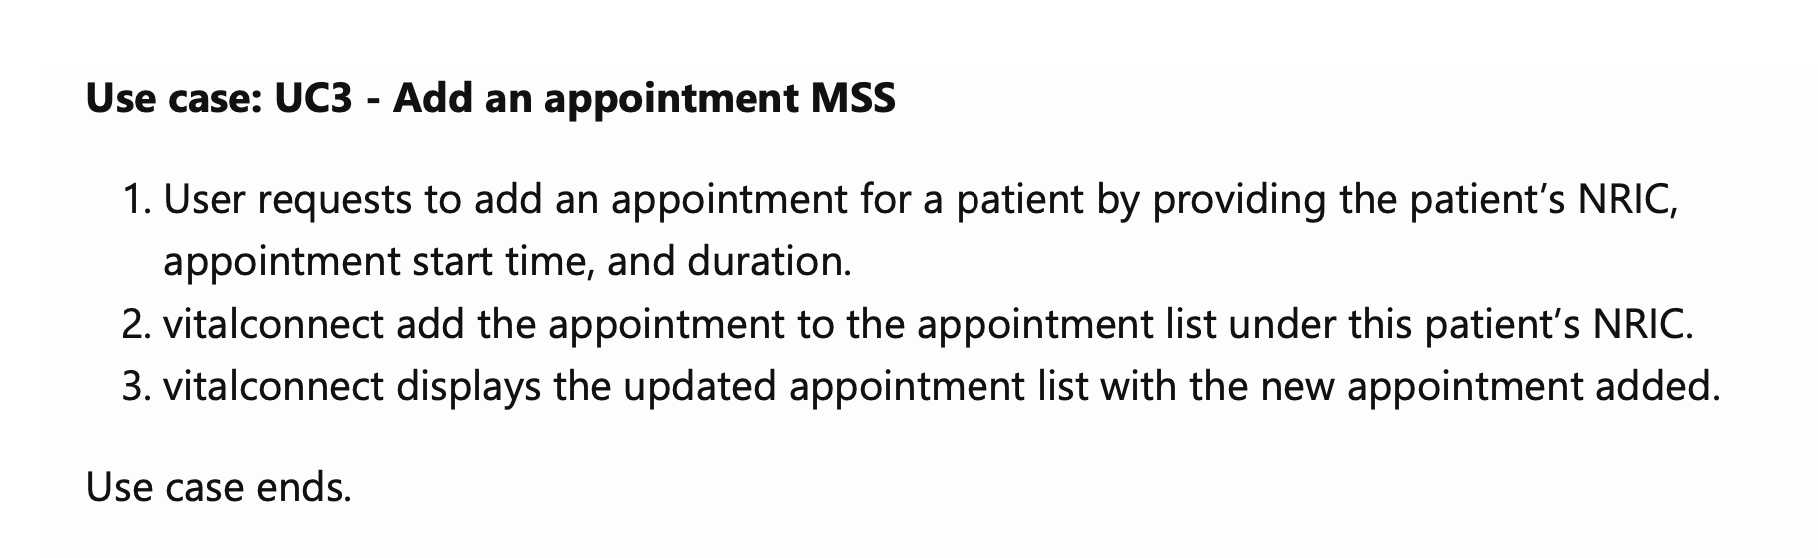 Use case: UC3 - Add an appointment MSS
1. User requests to add an appointment for a patient by providing the patient’s NRIC,
appointment start time, and duration.
2. vitalconnect add the appointment to the appointment list under this patient’s NRIC.
3. vitalconnect displays the updated appointment list with the new appointment added.
Use case ends.